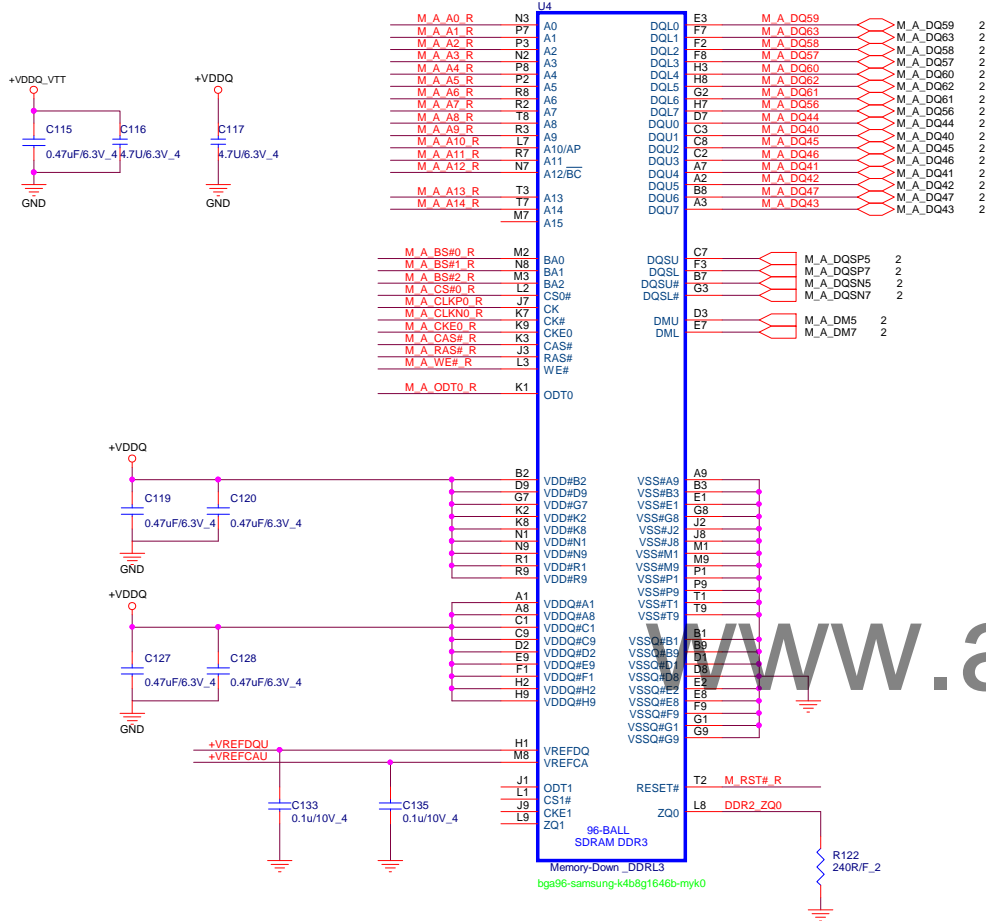 U4
M_A_A0_R N3 A0 DQL0 E3 M_A_DQ59 M_A_DQ59 2
M_A_A1_R P7 A1 DQL1 F7 M_A_DQ63 M_A_DQ63 2
M_A_A2_R P3 A2 DQL2 F2 M_A_DQ58 M_A_DQ58 2
M_A_A3_R N2 A3 DQL3 F8 M_A_DQ57 M_A_DQ57 2
M_A_A4_R P8 A4 DQL4 H3 M_A_DQ60 M_A_DQ60 2
M_A_A5_R P2 A5 DQL5 H8 M_A_DQ62 M_A_DQ62 2
M_A_A6_R R8 A6 DQL6 G2 M_A_DQ61 M_A_DQ61 2
M_A_A7_R R2 A7 DQL7 H7 M_A_DQ56 M_A_DQ56 2
M_A_A8_R T8 A8 DQU0 D7 M_A_DQ44 M_A_DQ44 2
M_A_A9_R R3 A9 DQU1 C3 M_A_DQ40 M_A_DQ40 2
M_A_A10_R L7 A10/AP DQU2 C8 M_A_DQ45 M_A_DQ45 2
M_A_A11_R R7 A11 DQU3 C2 M_A_DQ46 M_A_DQ46 2
M_A_A12_R N7 A12/BC DQU4 A7 M_A_DQ41 M_A_DQ41 2
DQU5 A2 M_A_DQ42 M_A_DQ42 2
M_A_A13_R T3 A13 DQU6 B8 M_A_DQ47 M_A_DQ47 2
M_A_A14_R T7 A14 DQU7 A3 M_A_DQ43 M_A_DQ43 2
M7 A15
+VDDQ_VTT +VDDQ
C115 C116 C117
0.47uF/6.3V_4 4.7U/6.3V_4 4.7U/6.3V_4
GND GND
M_A_BS#0_R M2 BA0 DQSU C7 M_A_DQSP5 2
M_A_BS#1_R N8 BA1 DQSL F3 M_A_DQSP7 2
M_A_BS#2_R M3 BA2 DQSU# B7 M_A_DQSN5 2
M_A_CS#0_R L2 CS0# DQSL# G3 M_A_DQSN7 2
M_A_CLKP0_R J7 CK
M_A_CLKN0_R K7 CK# DMU D3 M_A_DM5 2
M_A_CKE0_R K9 CKE0 DML E7 M_A_DM7 2
M_A_CAS#_R K3 CAS#
M_A_RAS#_R J3 RAS#
M_A_WE#_R L3 WE#
M_A_ODT0_R K1 ODT0
+VDDQ
C119 C120
0.47uF/6.3V_4 0.47uF/6.3V_4
GND
B2 VDD#B2 VSS#A9 A9
D9 VDD#D9 VSS#B3 B3
G7 VDD#G7 VSS#E1 E1
K2 VDD#K2 VSS#G8 G8
K8 VDD#K8 VSS#J2 J2
N1 VDD#N1 VSS#J8 J8
N9 VDD#N9 VSS#M1 M1
R1 VDD#R1 VSS#M9 M9
R9 VDD#R9 VSS#P1 P1
VSS#P9 P9
A1 VDDQ#A1 VSS#T1 T1
A8 VDDQ#A8 VSS#T9 T9
C1 VDDQ#C1
C9 VDDQ#C9 VSSQ#B1 B1
D2 VDDQ#D2 VSSQ#B9 B9
E9 VDDQ#E9 VSSQ#D1 D1
F1 VDDQ#F1 VSSQ#D8 D8
H2 VDDQ#H2 VSSQ#E2 E2
H9 VDDQ#H9 VSSQ#E8 E8
VSSQ#F9 F9
VSSQ#G1 G1
VSSQ#G9 G9
+VDDQ
C127 C128
0.47uF/6.3V_4 0.47uF/6.3V_4
GND
www.a
+VREFDQU H1 VREFDQ
+VREFCAU M8 VREFCA
C133 C135
0.1u/10V_4 0.1u/10V_4
J1 ODT1 RESET# T2 M_RST#_R
L1 CS1#
J9 CKE1 ZQ0 L8 DDR2_ZQ0
L9 ZQ1
96-BALL
SDRAM DDR3
R122
240R/F_2
Memory-Down _DDRL3
bga96-samsung-k4b8g1646b-myk0